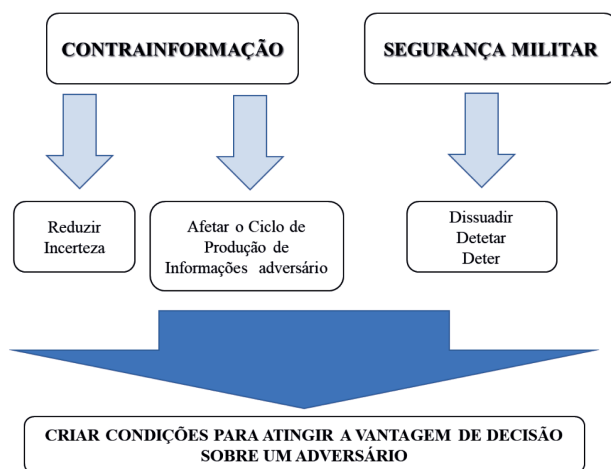 CONTRAINFORMAÇÃO
SEGURANÇA MILITAR
Reduzir
Incerteza
Afetar o Ciclo de
Produção de
Informações adversário
Dissuadir
Detetar
Deter
CRIAR CONDIÇÕES PARA ATINGIR A VANTAGEM DE DECISÃO
SOBRE UM ADVERSÁRIO